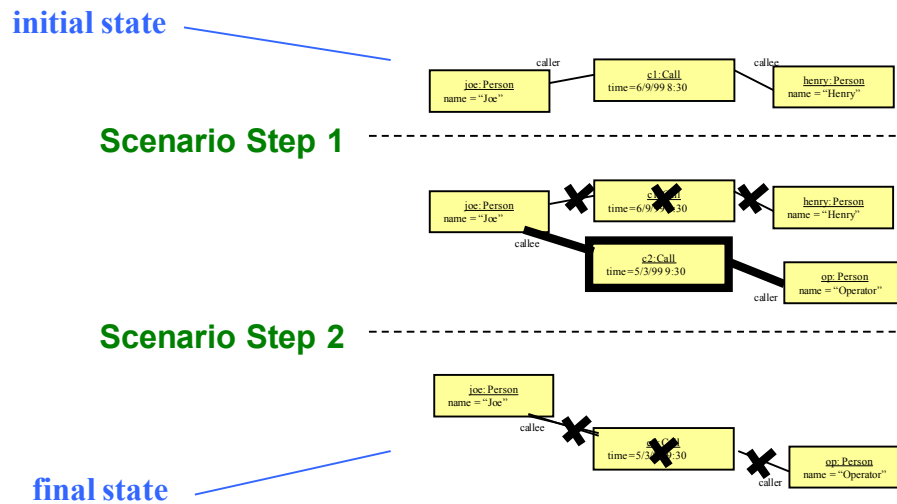 initial state
caller
callee
joe:Person
name = “Joe”
c1:Call
time=6/9/99 8:30
henry:Person
name = “Henry”
Scenario Step 1
joe:Person
name = “Joe”
henry:Person
name = “Henry”
callee
c2:Call
time=5/3/99 9:30
caller
op:Person
name = “Operator”
Scenario Step 2
joe:Person
name = “Joe”
callee
caller
op:Person
name = “Operator”
final state